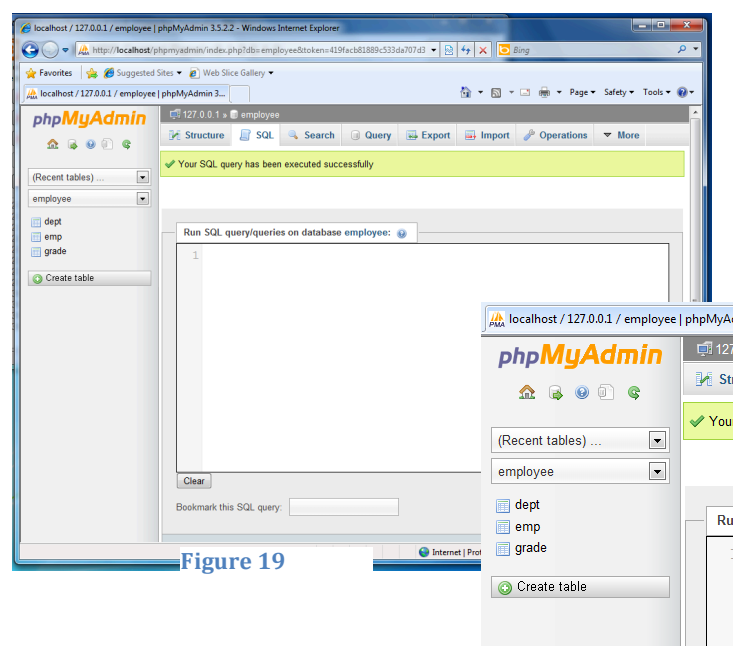 localhost / 127.0.0.1 / employee | phpMyAdmin 3.5.2.2 - Windows Internet Explorer
http://localhost/phpmyadmin/index.php?db=employee&token=419facb81889c533da707d3
Bing
Favorites Suggested Sites Web Slice Gallery
localhost / 127.0.0.1 / employee | phpMyAdmin 3... Page Safety Tools
phpMyAdmin
127.0.0.1 » employee
Structure SQL Search Query Export Import Operations More
Your SQL query has been executed successfully
(Recent tables) ...
employee
dept
emp
grade
Create table
Run SQL query/queries on database employee:
1
Clear
Bookmark this SQL query:
Internet | Prot
Figure 19
PMA localhost / 127.0.0.1 / employee | phpMyA
phpMyAdmin
127
Str
You
(Recent tables) ...
employee
dept
emp
grade
Create table
Ru